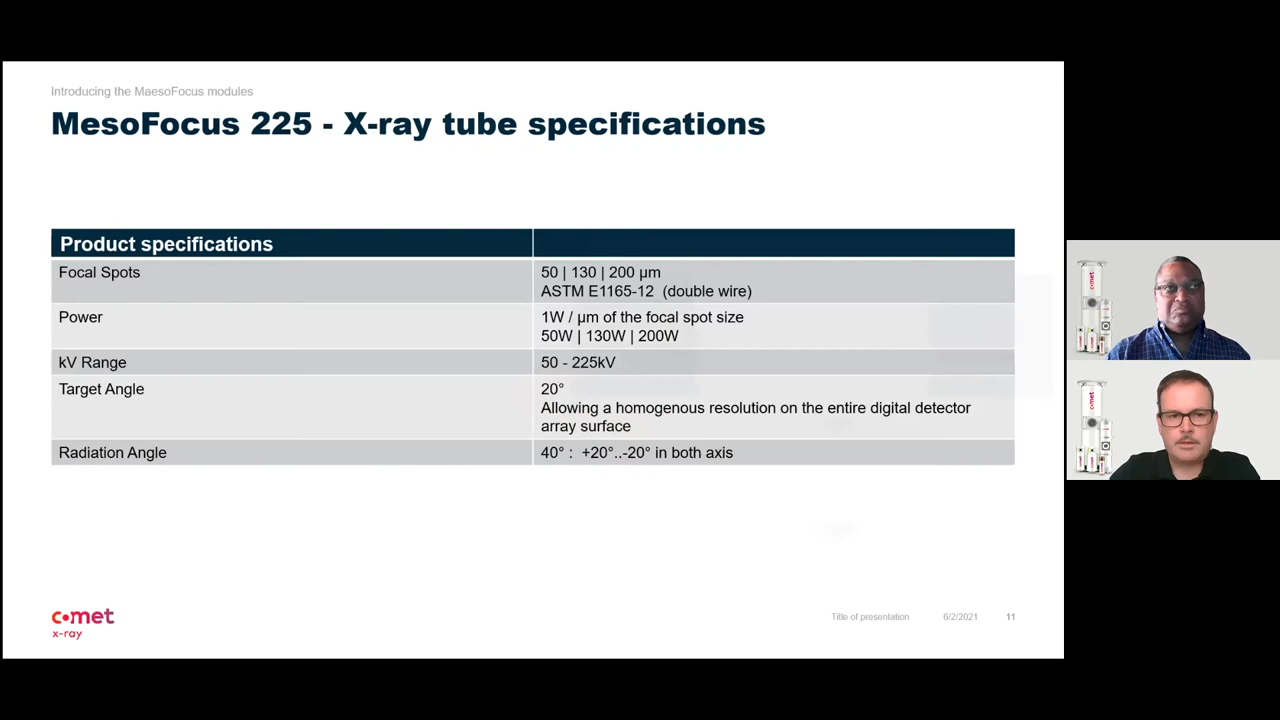 Introducing the MaesoFocus modules
MesoFocus 225 - X-ray tube specifications
Product specifications
Focal Spots
50 | 130 | 200 µm
ASTM E1165-12 (double wire)
Power
1W / µm of the focal spot size
50W | 130W | 200W
kV Range
50 - 225kV
Target Angle
20°
Allowing a homogenous resolution on the entire digital detector
array surface
Radiation Angle
40° : +20°..-20° in both axis
comet
x-ray
Title of presentation
6/2/2021
11
comet
comet